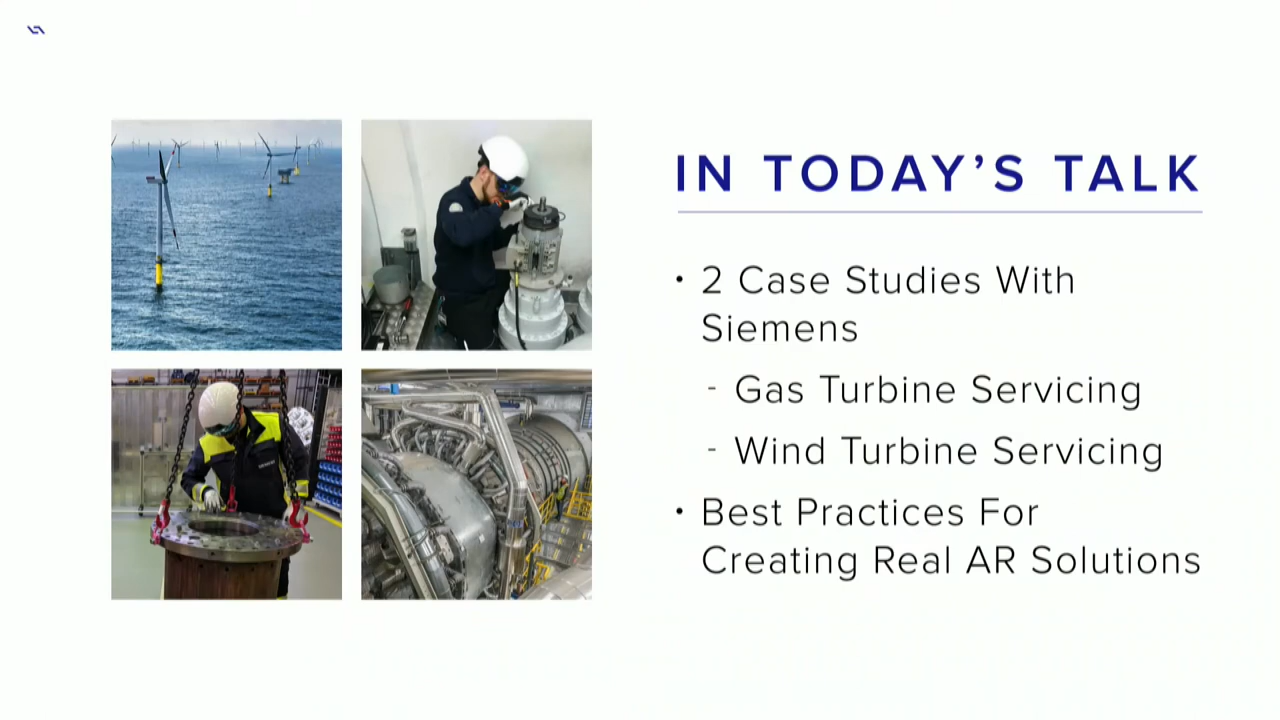 IN TODAY’S TALK
• 2 Case Studies With
Siemens
- Gas Turbine Servicing
- Wind Turbine Servicing
• Best Practices For
Creating Real AR Solutions